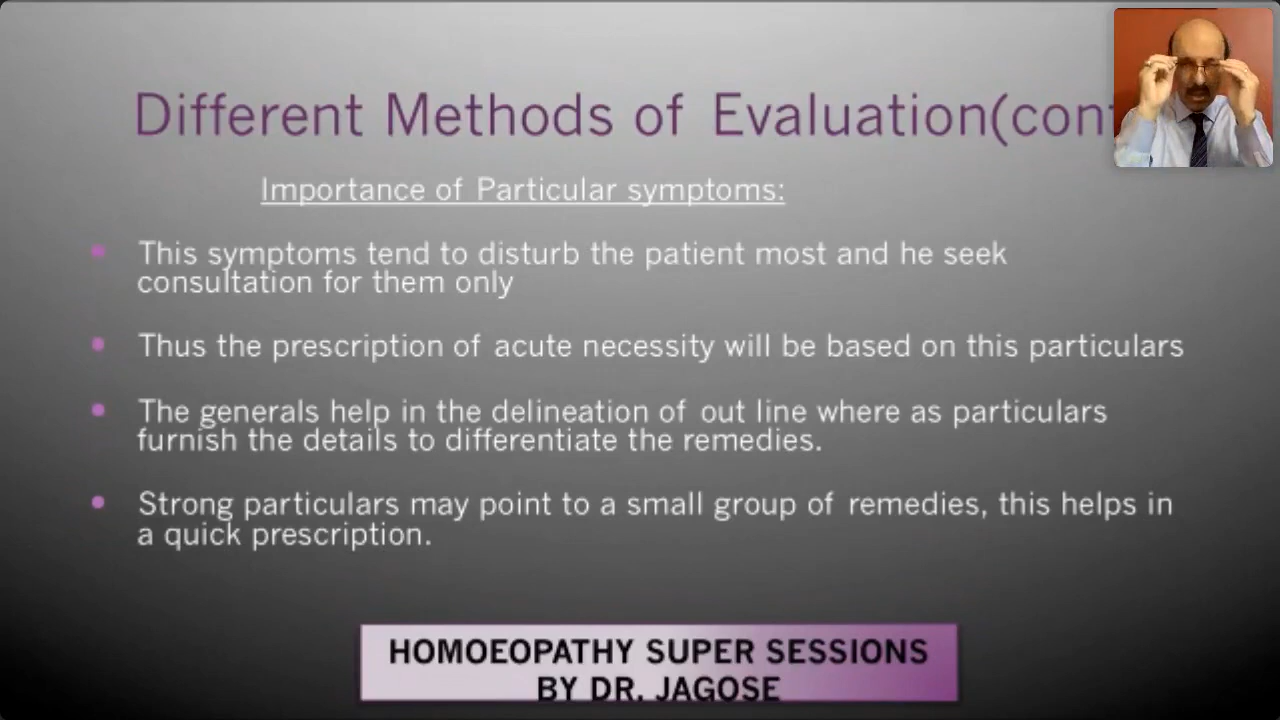 Different Methods of Evaluation(con
Importance of Particular symptoms:
This symptoms tend to disturb the patient most and he seek
consultation for them only
Thus the prescription of acute necessity will be based on this particulars
The generals help in the delineation of out line where as particulars
furnish the details to differentiate the remedies.
Strong particulars may point to a small group of remedies, this helps in
a quick prescription.
HOMOEOPATHY SUPER SESSIONS
BY DR. JAGOSE